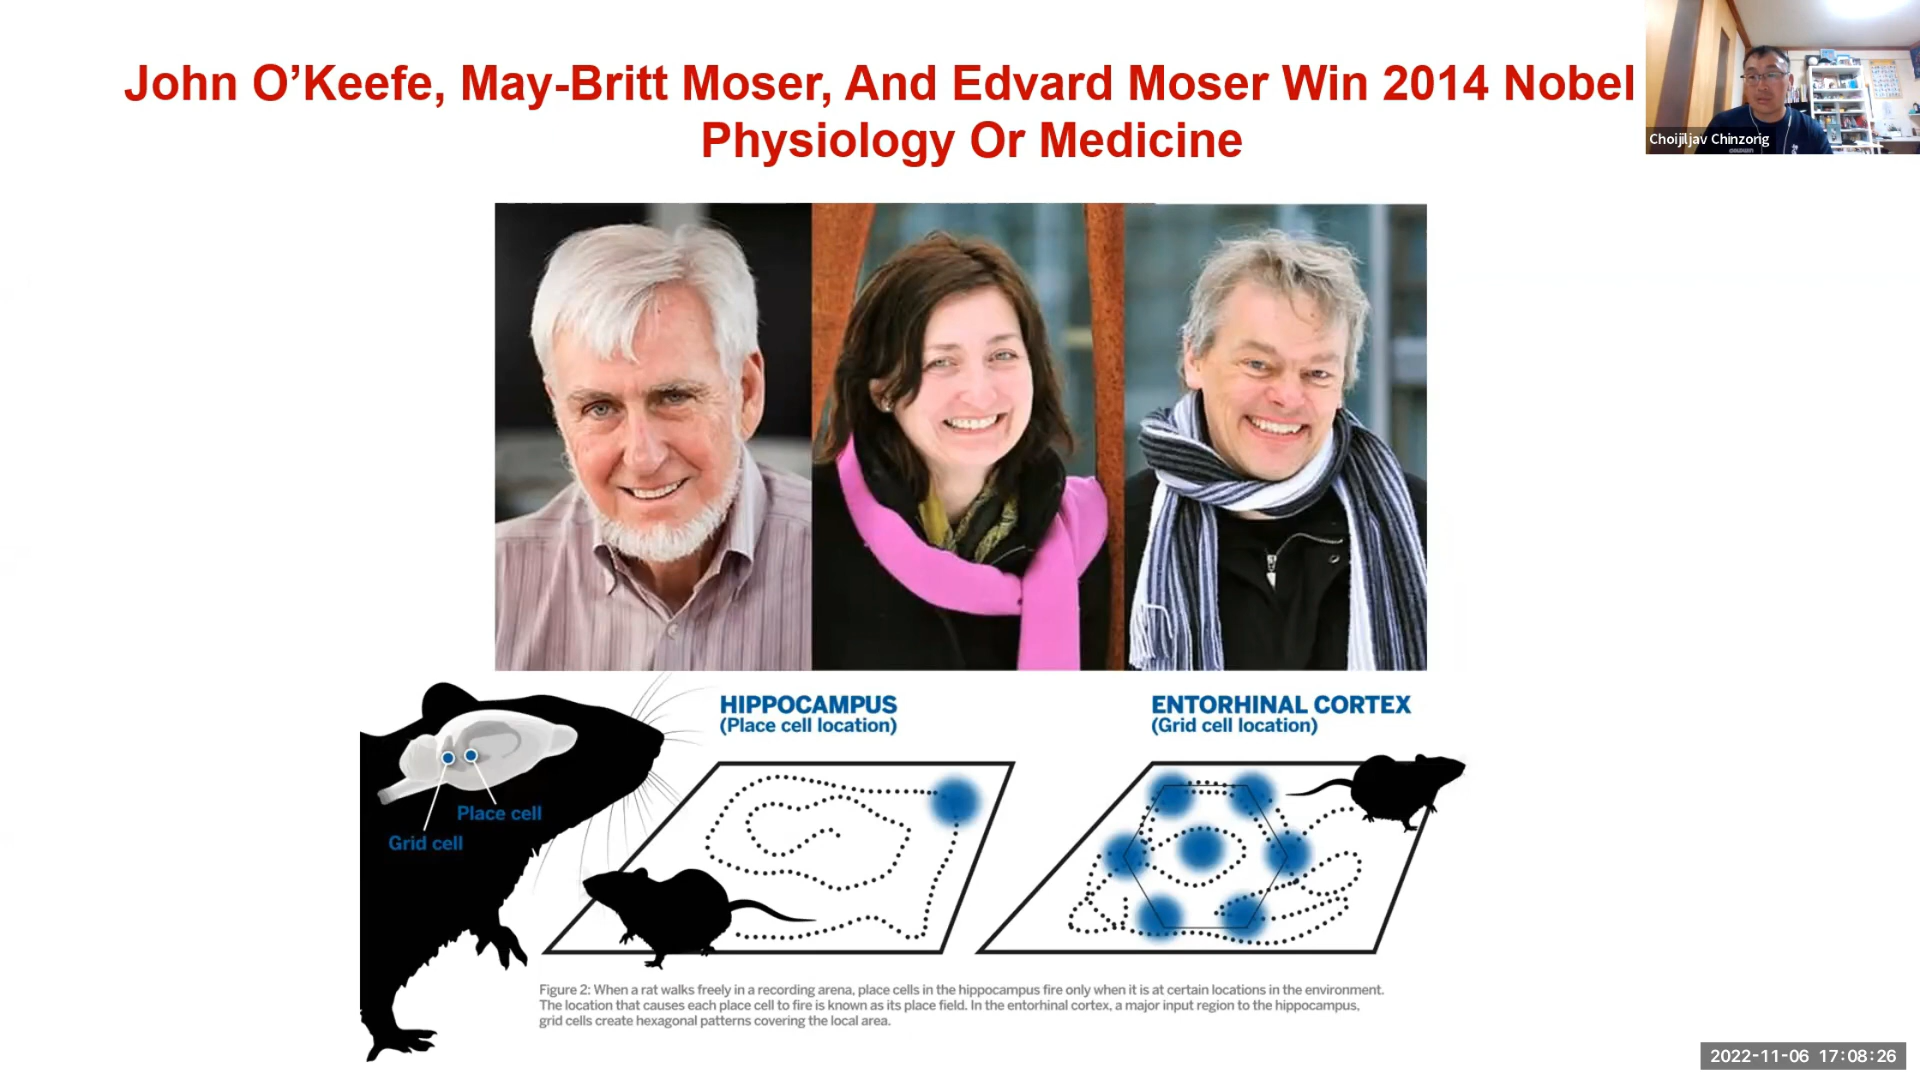 John O’Keefe, May-Britt Moser, And Edvard Moser Win 2014 Nobel
Physiology Or Medicine
Choijiljav Chinzorig
HIPPOCAMPUS
(Place cell location)
ENTORHINAL CORTEX
(Grid cell location)
Place cell
Grid cell
Figure 2: When a rat walks freely in a recording arena, place cells in the hippocampus fire only when it is at certain locations in the environment.
The location that causes each place cell to fire is known as its place field. In the entorhinal cortex, a major input region to the hippocampus,
grid cells create hexagonal patterns covering the local area.
2022-11-06 17:08:26